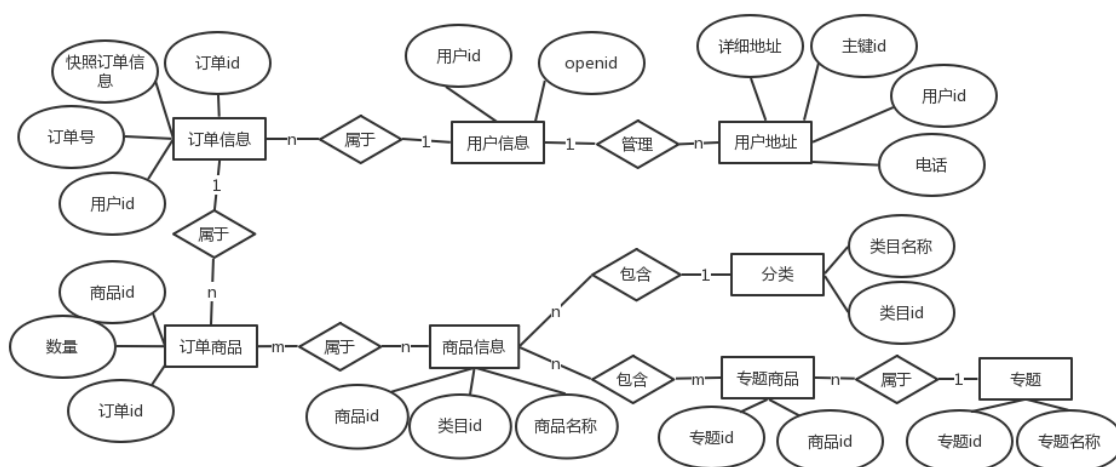 快照订单信
息
订单id
订单号
用户id
订单信息
n
属于
1
用户id
openid
用户信息
1
管理
n
详细地址
主键id
用户id
电话
用户地址
1
属于
n
商品id
数量
订单id
订单商品
m
属于
n
商品信息
商品id
类目id
商品名称
n
包含
1
分类
类目名称
类目id
n
包含
m
专题商品
专题id
商品id
n
属于
1
专题
专题id
专题名称